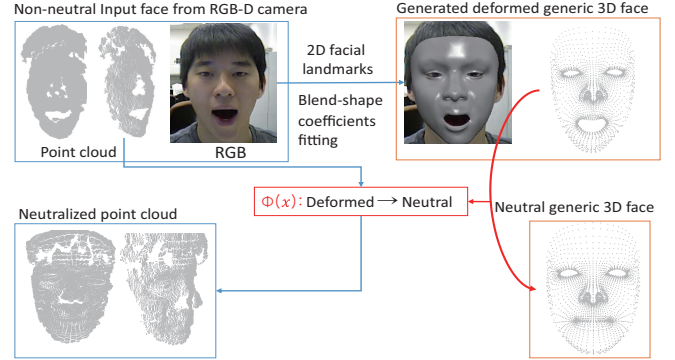 Non-neutral Input face from RGB-D camera
Generated deformed generic 3D face
2D facial
landmarks
Blend-shape
coefficients
fitting
Point cloud
RGB
Φ(x): Deformed → Neutral
Neutralized point cloud
Neutral generic 3D face